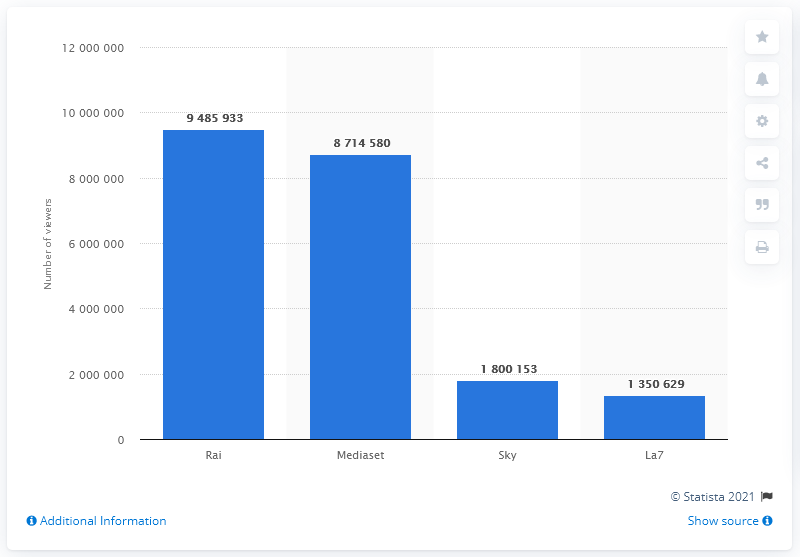 12 000 000
10 000 000
8 000 000
6 000 000
4 000 000
2 000 000
0
Number of viewers
9 485 933
8 714 580
1 800 153
1 350 629
Rai
Mediaset
Sky
La7
© Statista 2021
Additional Information
Show source